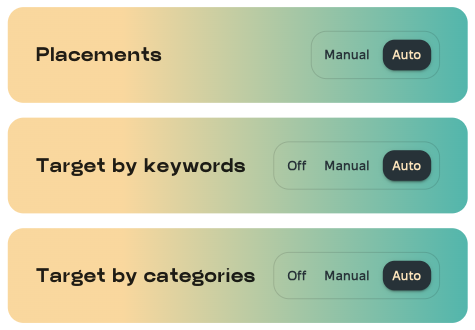 Placements Manual Auto
Target by keywords Off Manual Auto
Target by categories Off Manual Auto